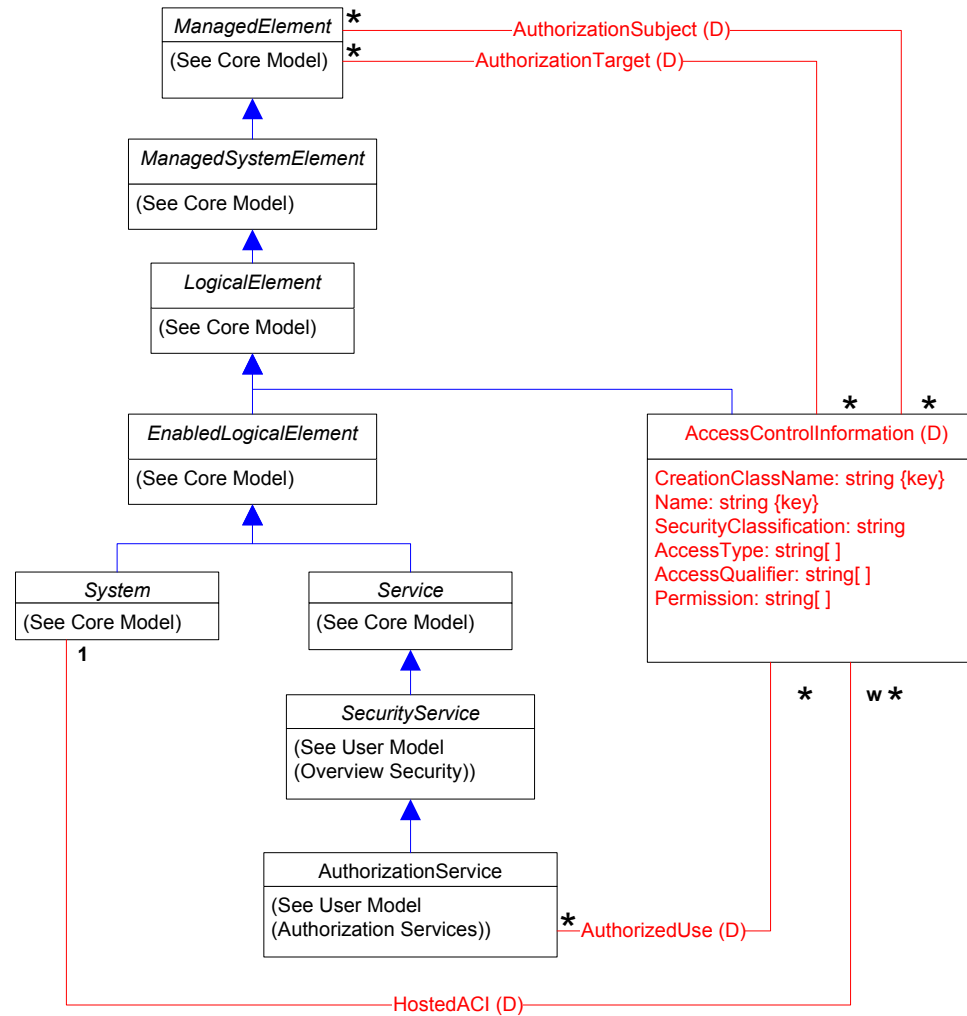 ManagedElement
*
AuthorizationSubject (D)
(See Core Model)
*
AuthorizationTarget (D)
ManagedSystemElement
(See Core Model)
LogicalElement
(See Core Model)
*
*
EnabledLogicalElement
(See Core Model)
AccessControlInformation (D)
CreationClassName: string {key}
Name: string {key}
SecurityClassification: string
AccessType: string[ ]
AccessQualifier: string[ ]
Permission: string[ ]
System
(See Core Model)
1
Service
(See Core Model)
*
w *
SecurityService
(See User Model
(Overview Security))
AuthorizationService
(See User Model
(Authorization Services))
*
AuthorizedUse (D)
HostedACI (D)